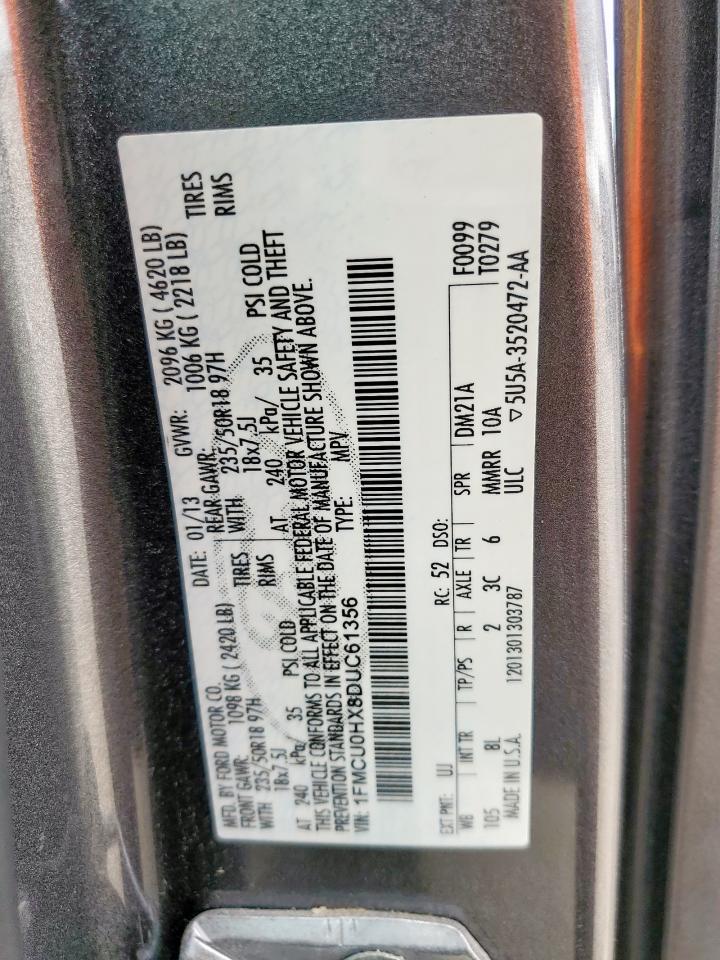 MFD. BY FORD MOTOR CO. DATE: 01/13 GVWR: 2096 KG ( 4620 LB)
FRONT GAWR: 1098 KG ( 2420 LB) REAR GAWR: 1006 KG ( 2218 LB)
WITH 235/50R18 97H TIRES WITH 235/50R18 97H TIRES
18x7.5J RIMS 18x7.5J RIMS
AT 240 kPa/ 35 PSI COLD AT 240 kPa/ 35 PSI COLD
THIS VEHICLE CONFORMS TO ALL APPLICABLE FEDERAL MOTOR VEHICLE SAFETY AND THEFT
PREVENTION STANDARDS IN EFFECT ON THE DATE OF MANUFACTURE SHOWN ABOVE.
VIN: 1FMCU0HX8DUC61356 TYPE: MPV
EXT PNT: UJ RC: 52 DSO:
WB INT TR TP/PS R AXLE TR SPR DM21A F0099
105 8L 2 3C 6 MMRR 10A T0279
MADE IN U.S.A. 1201301303787 ULC ▽5U5A-3520472-AA